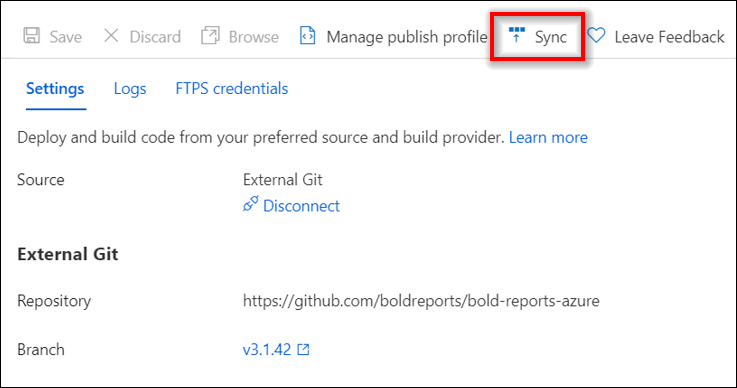 Save Discard Browse Manage publish profile Sync Leave Feedback
Settings Logs FTPS credentials
Deploy and build code from your preferred source and build provider. Learn more
Source External Git
Disconnect
External Git
Repository https://github.com/boldreports/bold-reports-azure
Branch v3.1.42